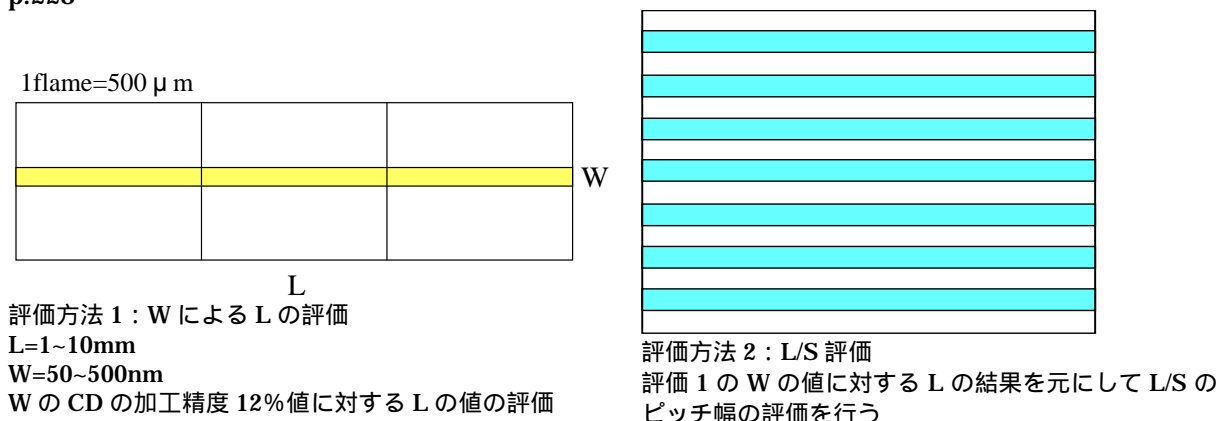 1flame=500μm
W
L
評価方法 1：W による L の評価
L=1~10mm
W=50~500nm
W の CD の加工精度 12%値に対する L の値の評価
評価方法 2：L/S 評価
評価 1 の W の値に対する L の結果を元にして L/S の
ピッチ幅の評価を行う